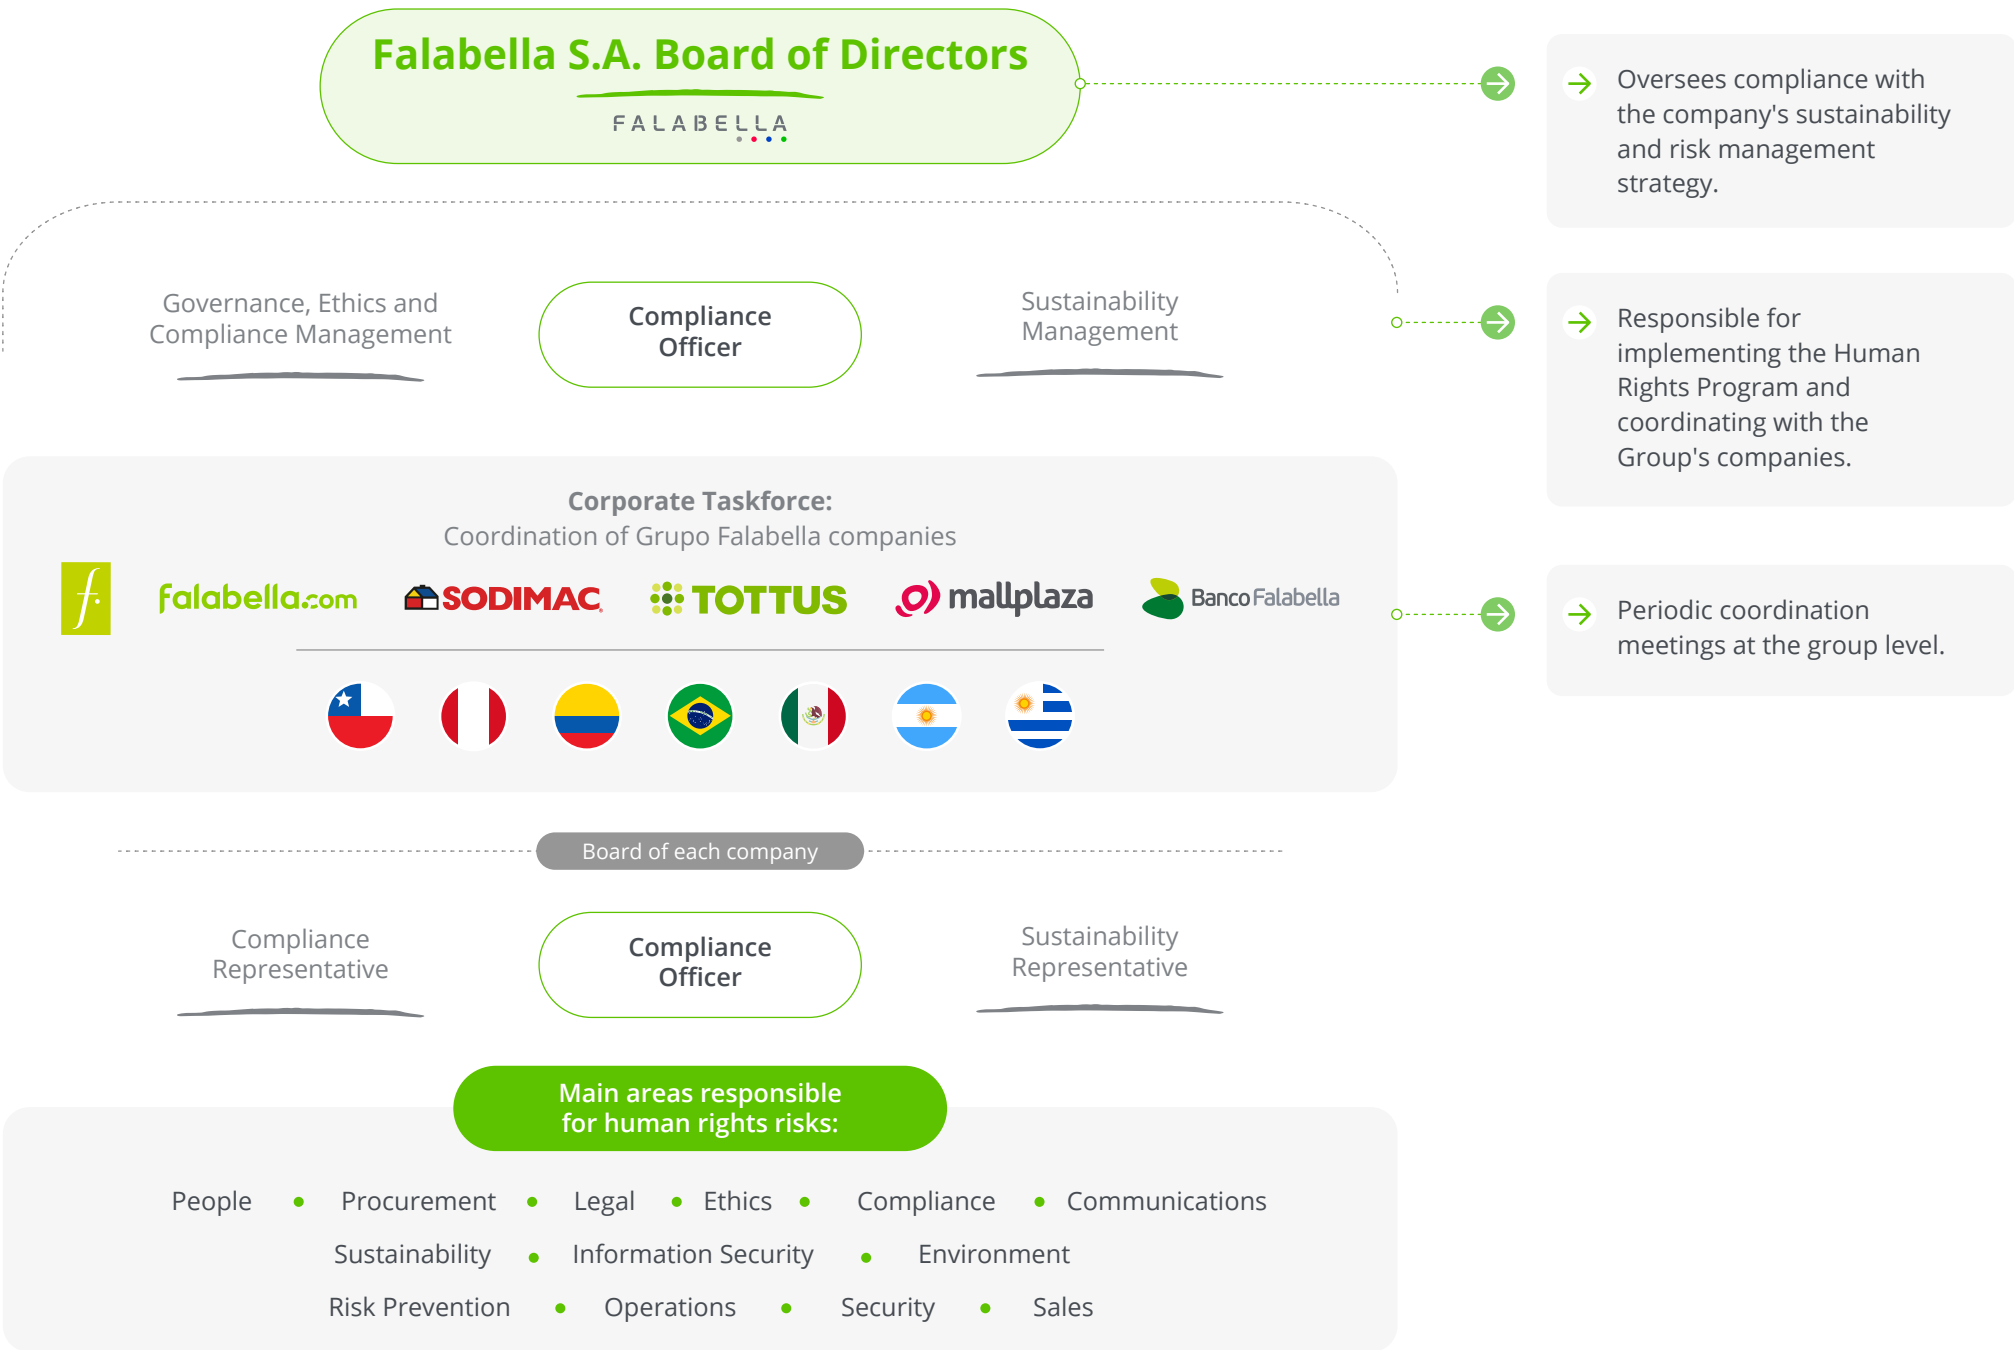 Falabella S.A. Board of Directors
FALABELLA
Oversees compliance with
the company's sustainability
and risk management
strategy.
Governance, Ethics and
Compliance Management
Compliance
Officer
Sustainability
Management
Responsible for
implementing the Human
Rights Program and
coordinating with the
Group's companies.
Corporate Taskforce:
Coordination of Grupo Falabella companies
f. falabella.com SODIMAC TOTTUS mallplaza Banco Falabella
Periodic coordination
meetings at the group level.
Board of each company
Compliance
Representative
Compliance
Officer
Sustainability
Representative
Main areas responsible
for human rights risks:
People • Procurement • Legal • Ethics • Compliance • Communications
Sustainability • Information Security • Environment
Risk Prevention • Operations • Security • Sales